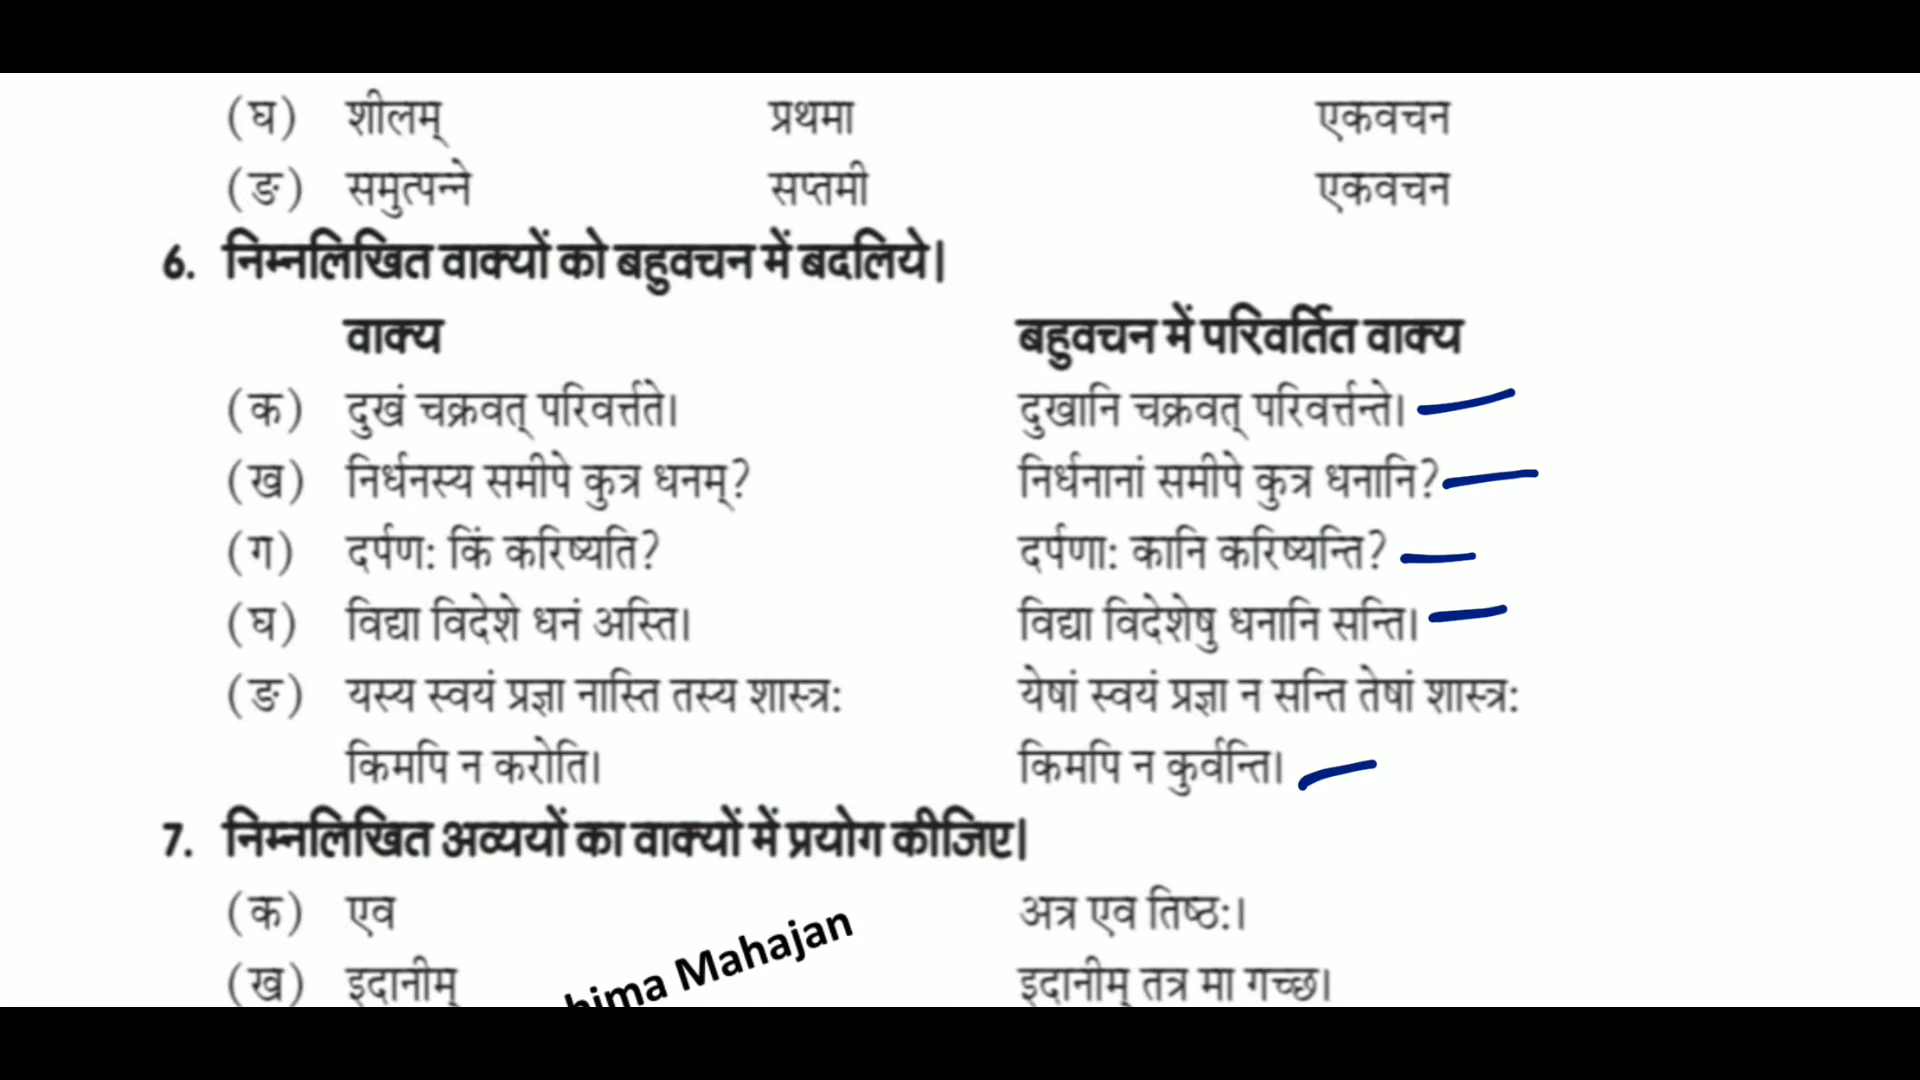 (घ) शीलम् प्रथमा एकवचन
(ङ) समुत्पन्ने सप्तमी एकवचन
6. निम्नलिखित वाक्यों को बहुवचन में बदलिये।
वाक्य बहुवचन में परिवर्तित वाक्य
(क) दुखं चक्रवत् परिवर्त्तते। दुखानि चक्रवत् परिवर्त्तन्ते।
(ख) निर्धनस्य समीपे कुत्र धनम्? निर्धनानां समीपे कुत्र धनानि?
(ग) दर्पण: किं करिष्यति? दर्पणा: कानि करिष्यन्ति?
(घ) विद्या विदेशे धनं अस्ति। विद्या विदेशेषु धनानि सन्ति।
(ङ) यस्य स्वयं प्रज्ञा नास्ति तस्य शास्त्र: येषां स्वयं प्रज्ञा न सन्ति तेषां शास्त्र:
किमपि न करोति। किमपि न कुर्वन्ति।
7. निम्नलिखित अव्ययों का वाक्यों में प्रयोग कीजिए।
(क) एव अत्र एव तिष्ठ:।
(ख) इदानीम् इदानीम् तत्र मा गच्छ।
Mahajan